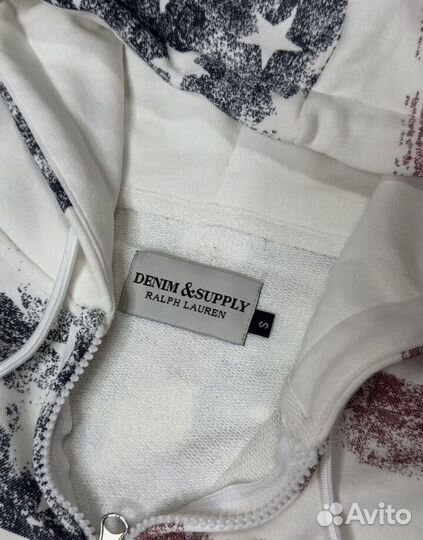 DENIM & SUPPLY
RALPH LAUREN
S
Avito